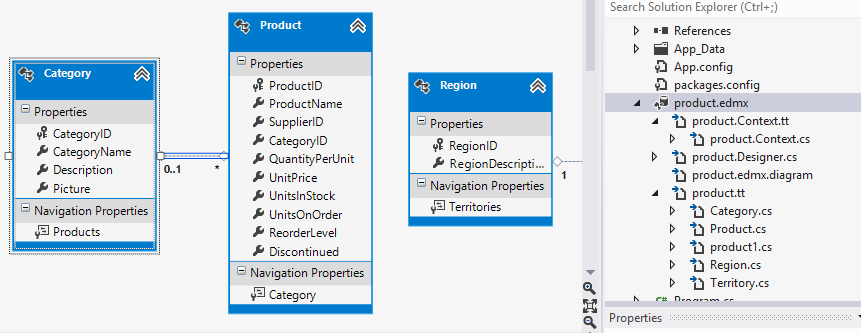 Category
Properties
CategoryID
CategoryName
Description
Picture
Navigation Properties
Products
0..1
*
Product
Properties
ProductID
ProductName
SupplierID
CategoryID
QuantityPerUnit
UnitPrice
UnitsInStock
UnitsOnOrder
ReorderLevel
Discontinued
Navigation Properties
Category
Region
Properties
RegionID
RegionDescripti...
Navigation Properties
Territories
1
Search Solution Explorer (Ctrl+;)
References
App_Data
App.config
packages.config
product.edmx
product.Context.tt
product.Context.cs
product.Designer.cs
product.edmx.diagram
product.tt
Category.cs
Product.cs
product1.cs
Region.cs
Territory.cs
C# Program.cs
Properties